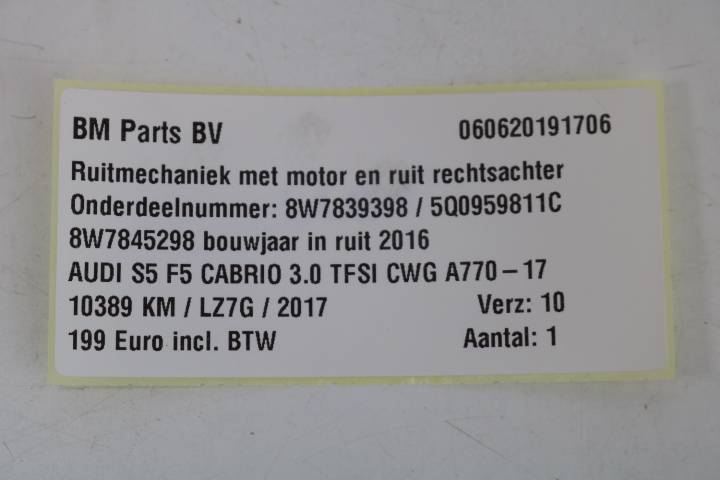 BM Parts BV 060620191706
Ruitmechaniek met motor en ruit rechtsachter
Onderdeelnummer: 8W7839398 / 5Q0959811C
8W7845298 bouwjaar in ruit 2016
AUDI S5 F5 CABRIO 3.0 TFSI CWG A770-17
10389 KM / LZ7G / 2017 Verz: 10
199 Euro incl. BTW Aantal: 1